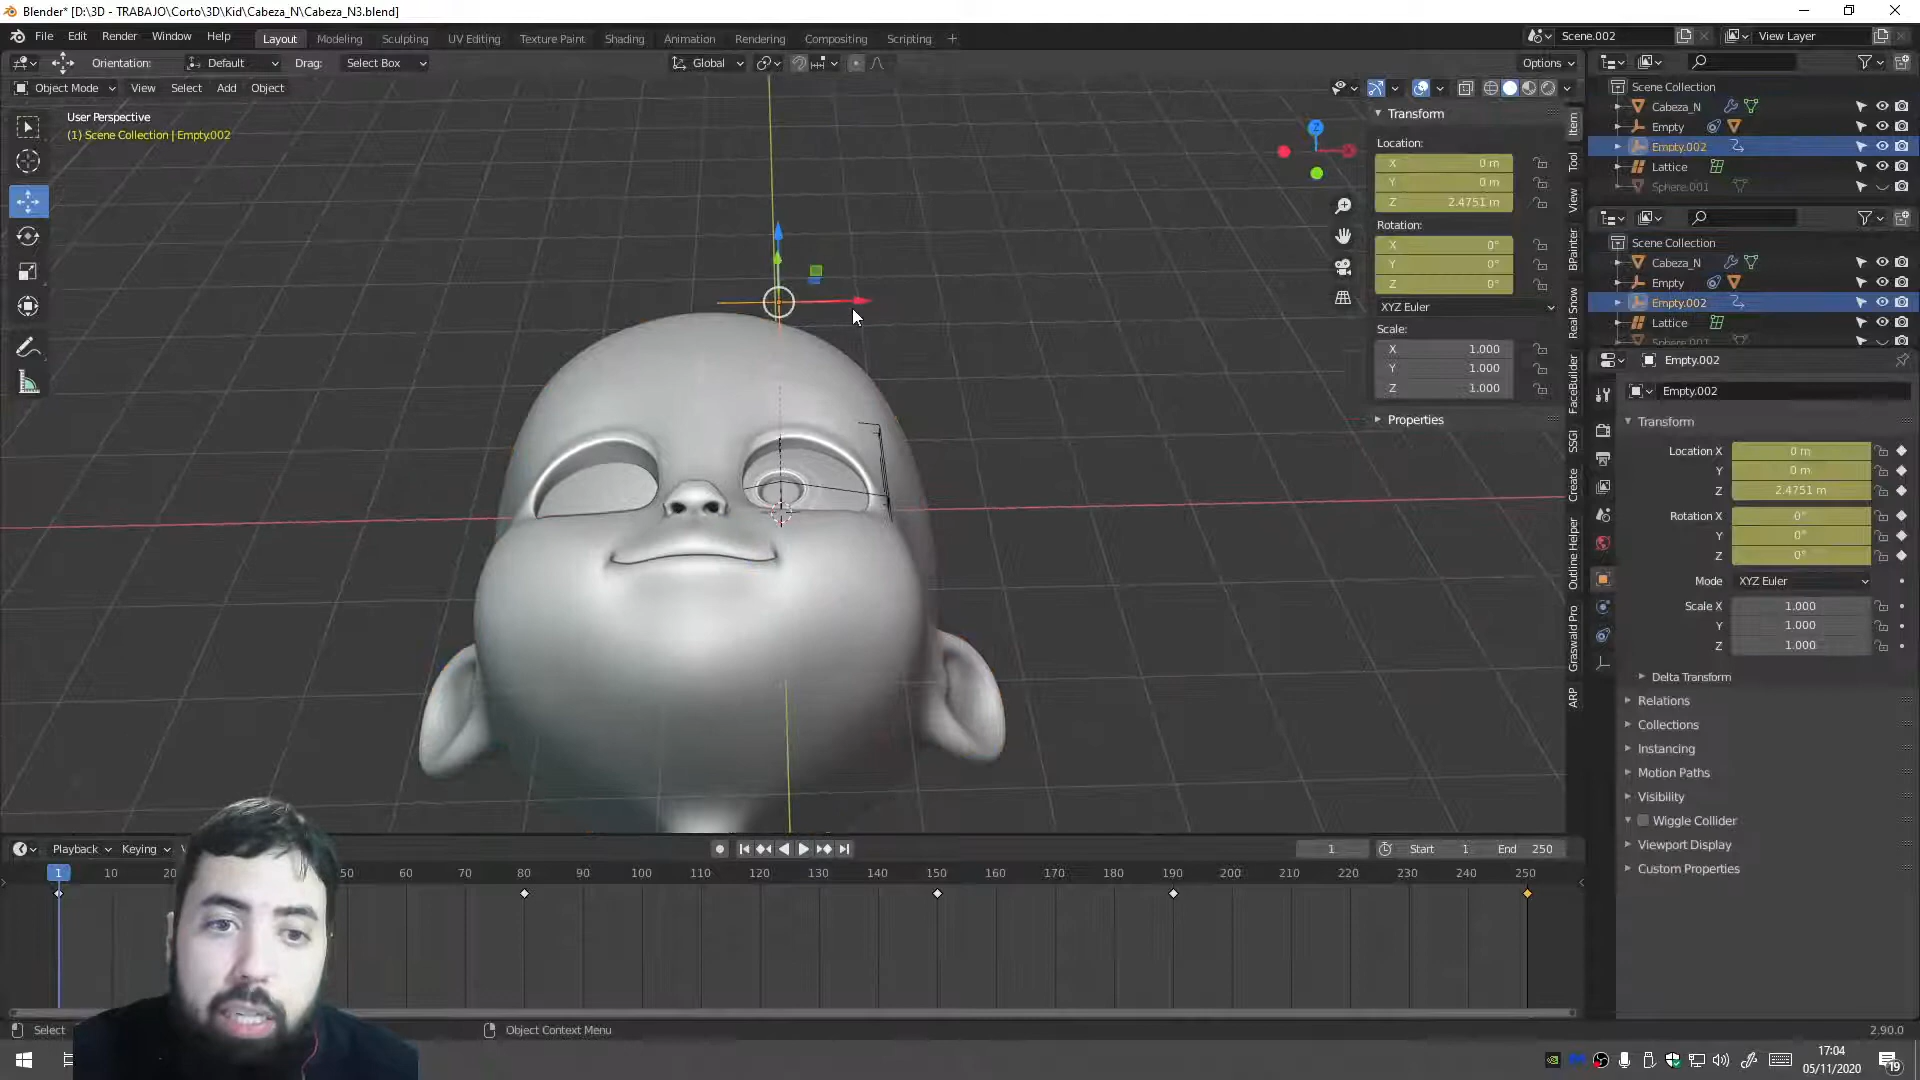 Blender* [D:\3D - TRABAJO\Corto\3D\Kid\Cabeza_N\Cabeza_N3.blend]
File Edit Render Window Help
Layout Modeling Sculpting UV Editing Texture Paint Shading Animation Rendering Compositing Scripting +
Scene.002 View Layer
Orientation: Default Drag: Select Box Global Options
Object Mode View Select Add Object
User Perspective
(1) Scene Collection | Empty.002
Z
Transform
Location:
X 0 m
Y 0 m
Z 2.4751 m
Rotation:
X 0°
Y 0°
Z 0°
XYZ Euler
Scale:
X 1.000
Y 1.000
Z 1.000
Properties
Item
Tool
View
BPainter
Real Snow
FaceBuilder
SSGI
Create
Outline Helper
Graswald Pro
ARP
Scene Collection
Cabeza_N
Empty
Empty.002
Lattice
Sphere.001
Scene Collection
Cabeza_N
Empty
Empty.002
Lattice
Sphere.001
Empty.002
Empty.002
Transform
Location X 0 m
Y 0 m
Z 2.4751 m
Rotation X 0°
Y 0°
Z 0°
Mode XYZ Euler
Scale X 1.000
Y 1.000
Z 1.000
Delta Transform
Relations
Collections
Instancing
Motion Paths
Visibility
Wiggle Collider
Viewport Display
Custom Properties
Playback Keying
1 Start 1 End 250
1 10 50 60 70 80 90 100 110 120 130 140 150 160 170 180 190 200 210 220 230 240 250
Select Object Context Menu 2.90.0
17:04
05/11/2020
19